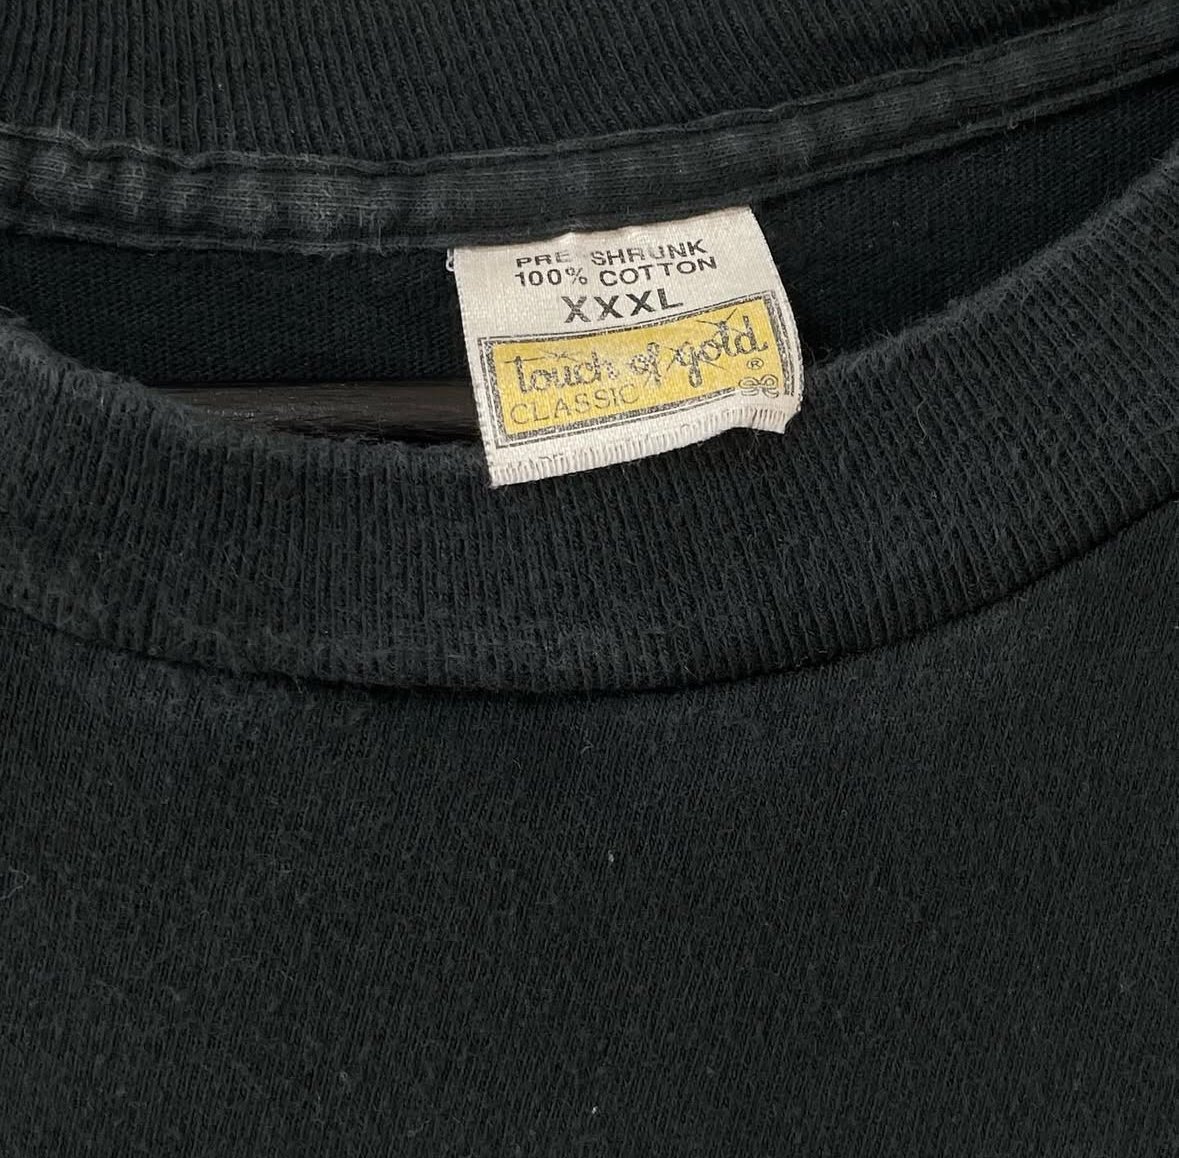 PRE SHRUNK
100% COTTON
XXXL
touch of gold
®
CLASSIC